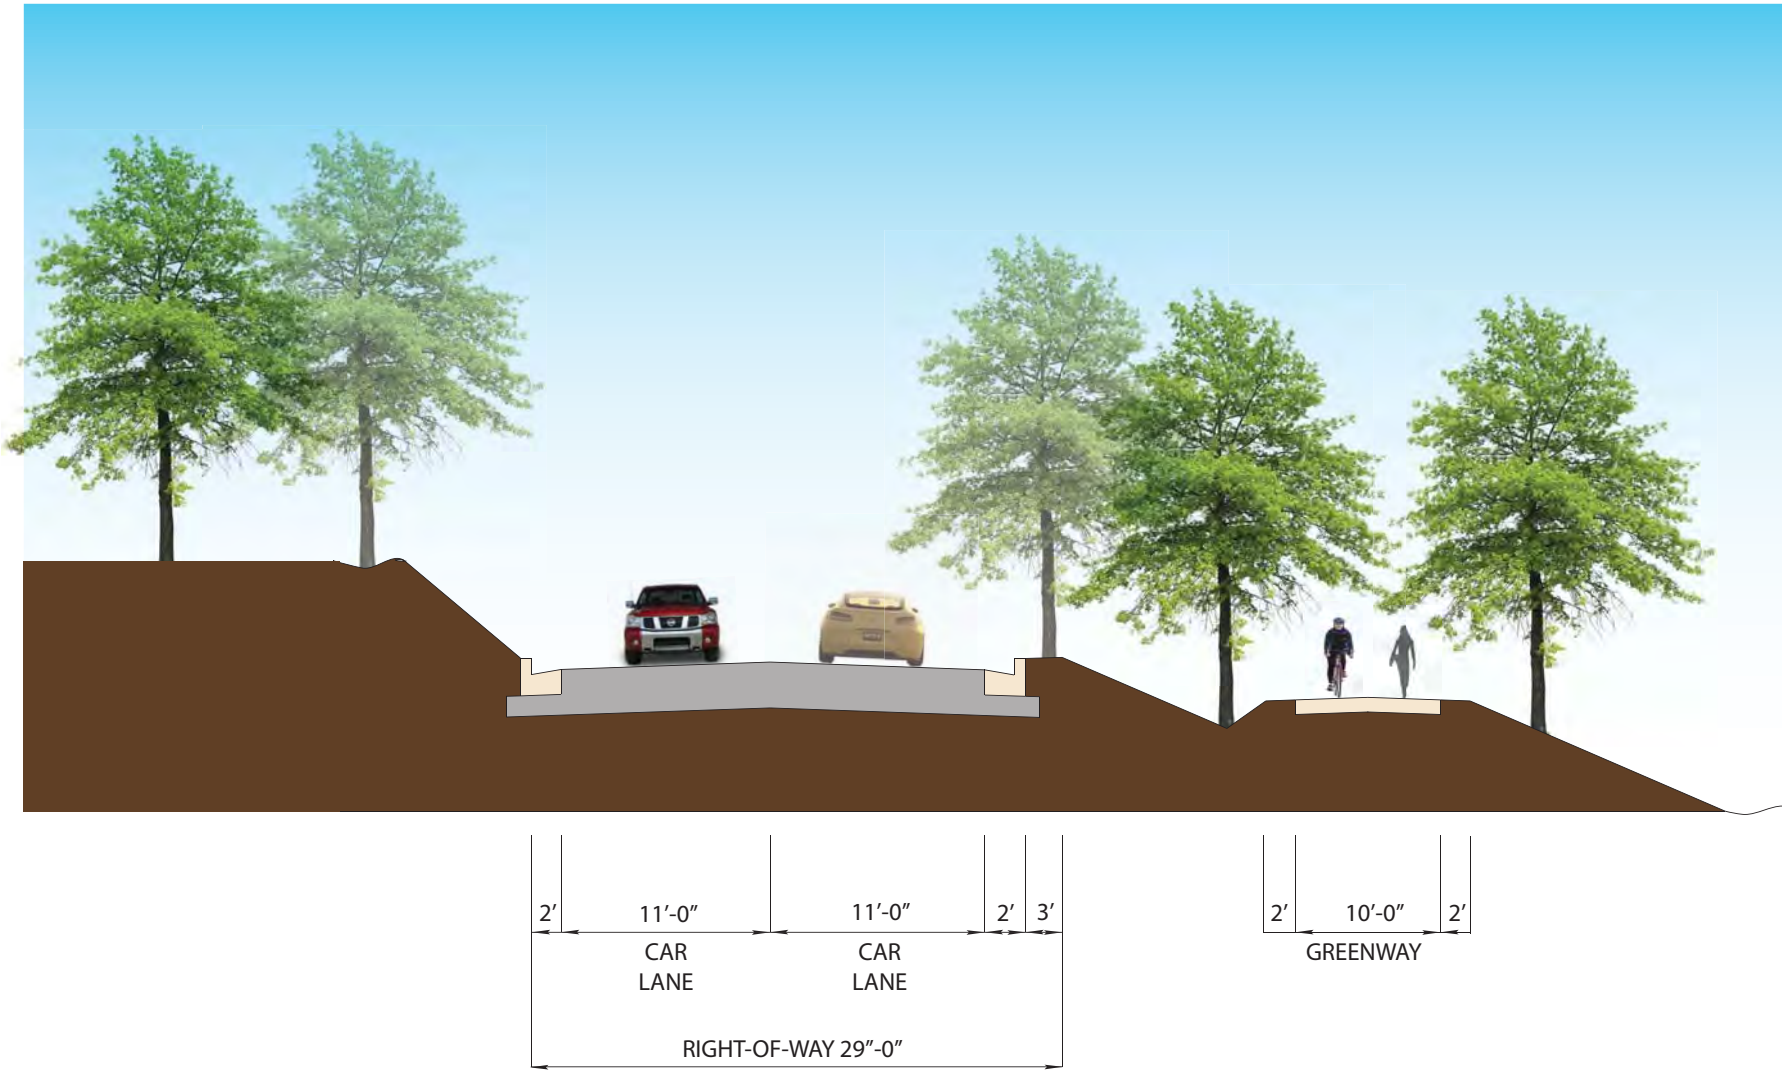 2’
11’-0”
11’-0”
2’
3’
2’
10’-0”
2’
CAR
LANE
CAR
LANE
GREENWAY
RIGHT-OF-WAY 29”-0”